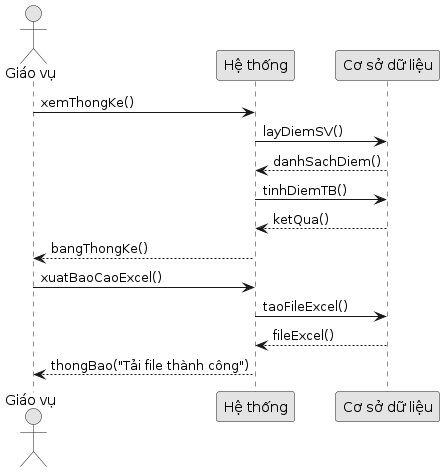 Giáo vụ
Hệ thống
Cơ sở dữ liệu
xemThongKe()
layDiemSV()
danhSachDiem()
tinhDiemTB()
ketQua()
bangThongKe()
xuatBaoCaoExcel()
taoFileExcel()
fileExcel()
thongBao("Tải file thành công")
Giáo vụ
Hệ thống
Cơ sở dữ liệu